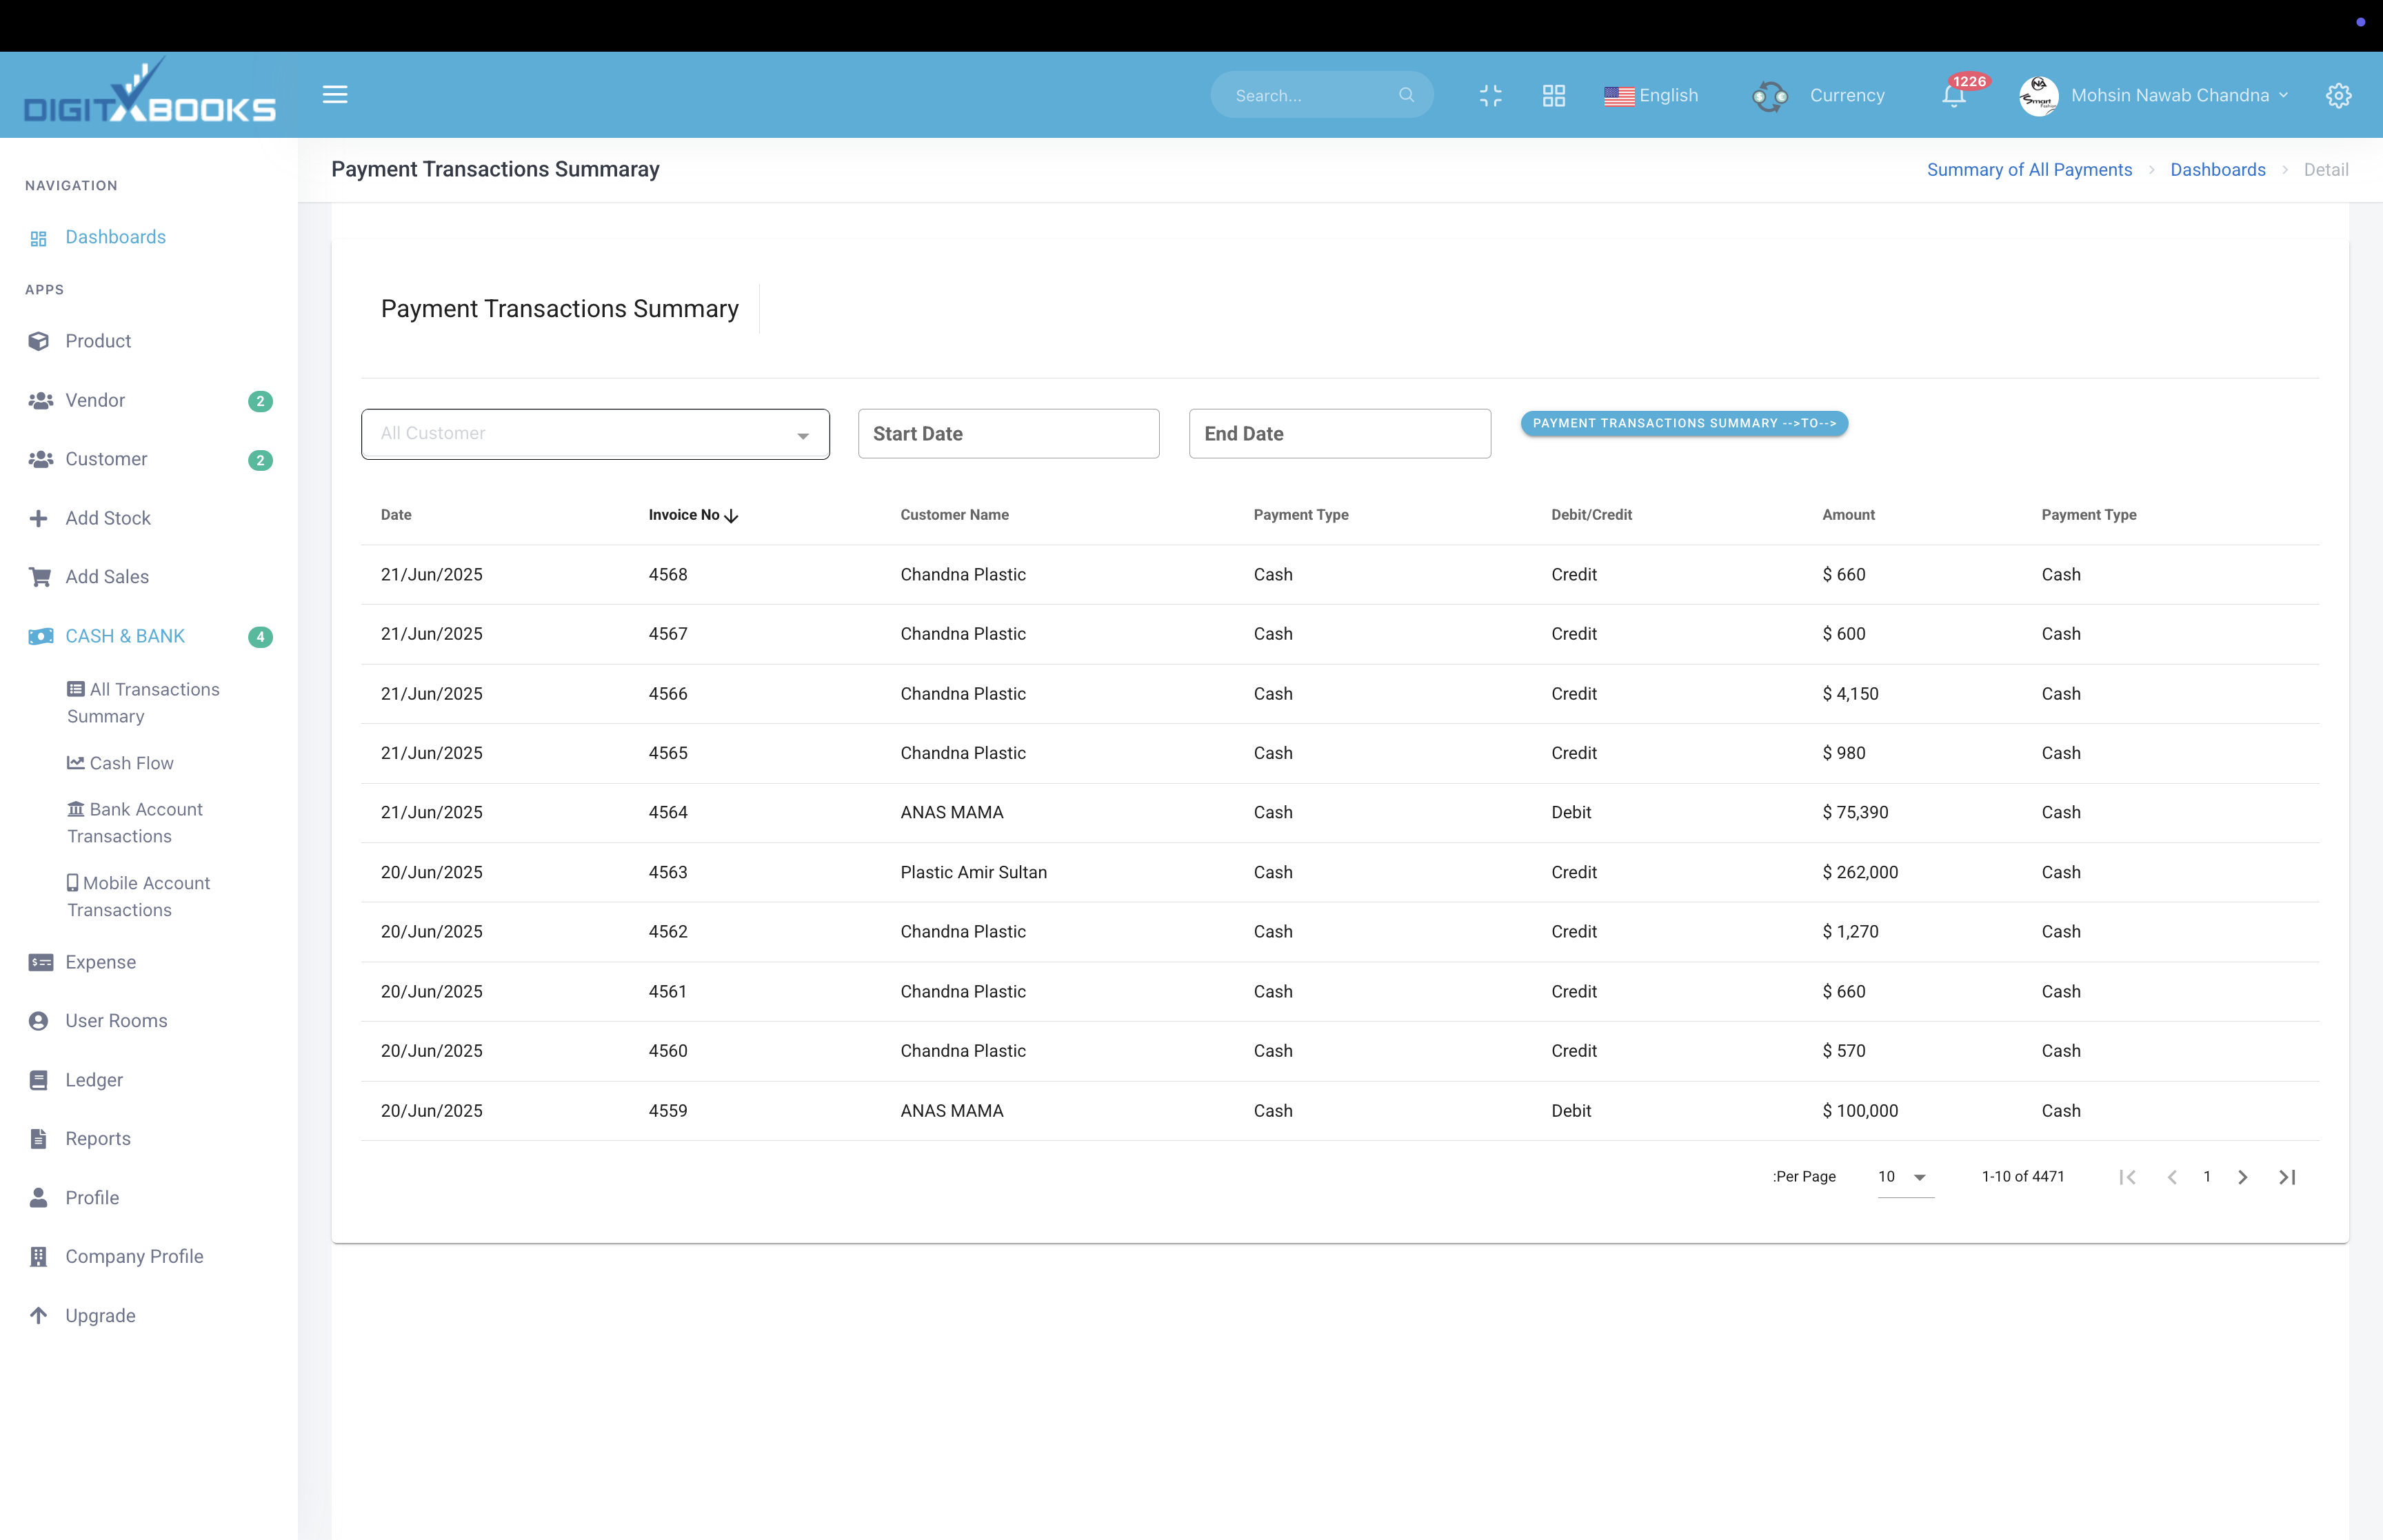 DIGITXBOOKS
Search...
English
Currency
1226
NA
Smart
Mohsin Nawab Chandna
NAVIGATION
Dashboards
APPS
Product
Vendor 2
Customer 2
Add Stock
Add Sales
CASH & BANK 4
All Transactions
Summary
Cash Flow
Bank Account
Transactions
Mobile Account
Transactions
Expense
User Rooms
Ledger
Reports
Profile
Company Profile
Upgrade
Payment Transactions Summaray
Summary of All Payments > Dashboards > Detail
Payment Transactions Summary
All Customer
Start Date
End Date
PAYMENT TRANSACTIONS SUMMARY -->TO-->
Date Invoice No Customer Name Payment Type Debit/Credit Amount Payment Type
21/Jun/2025 4568 Chandna Plastic Cash Credit $ 660 Cash
21/Jun/2025 4567 Chandna Plastic Cash Credit $ 600 Cash
21/Jun/2025 4566 Chandna Plastic Cash Credit $ 4,150 Cash
21/Jun/2025 4565 Chandna Plastic Cash Credit $ 980 Cash
21/Jun/2025 4564 ANAS MAMA Cash Debit $ 75,390 Cash
20/Jun/2025 4563 Plastic Amir Sultan Cash Credit $ 262,000 Cash
20/Jun/2025 4562 Chandna Plastic Cash Credit $ 1,270 Cash
20/Jun/2025 4561 Chandna Plastic Cash Credit $ 660 Cash
20/Jun/2025 4560 Chandna Plastic Cash Credit $ 570 Cash
20/Jun/2025 4559 ANAS MAMA Cash Debit $ 100,000 Cash
:Per Page 10 1-10 of 4471 1